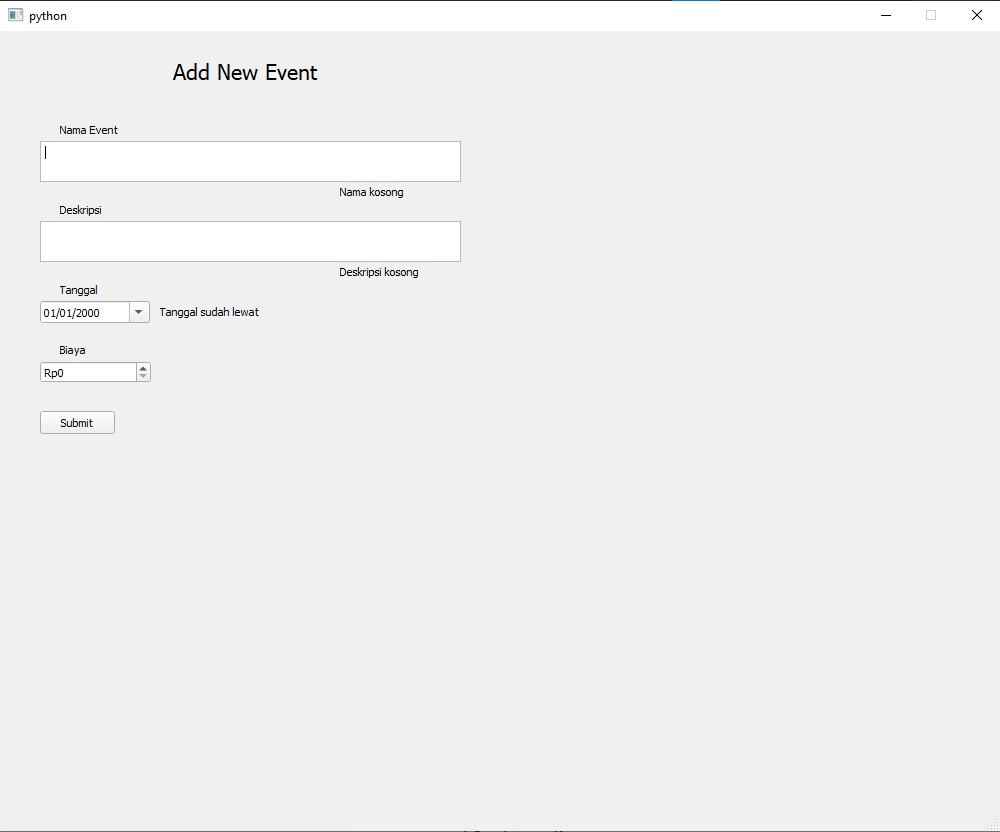 python
Add New Event
Nama Event
Nama kosong
Deskripsi
Deskripsi kosong
Tanggal
01/01/2000 Tanggal sudah lewat
Biaya
Rp0
Submit